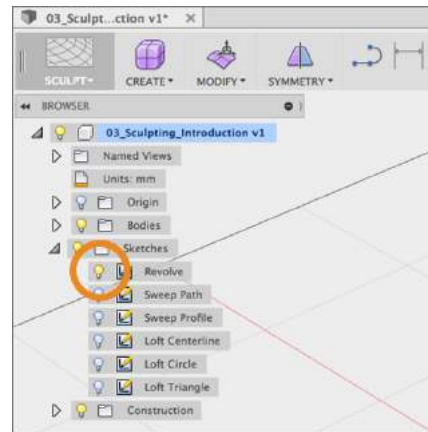 03_Sculpt...ction v1*
SCULPT
CREATE
MODIFY
SYMMETRY
BROWSER
03_Sculpting_Introduction v1
Named Views
Units: mm
Origin
Bodies
Sketches
Revolve
Sweep Path
Sweep Profile
Loft Centerline
Loft Circle
Loft Triangle
Construction